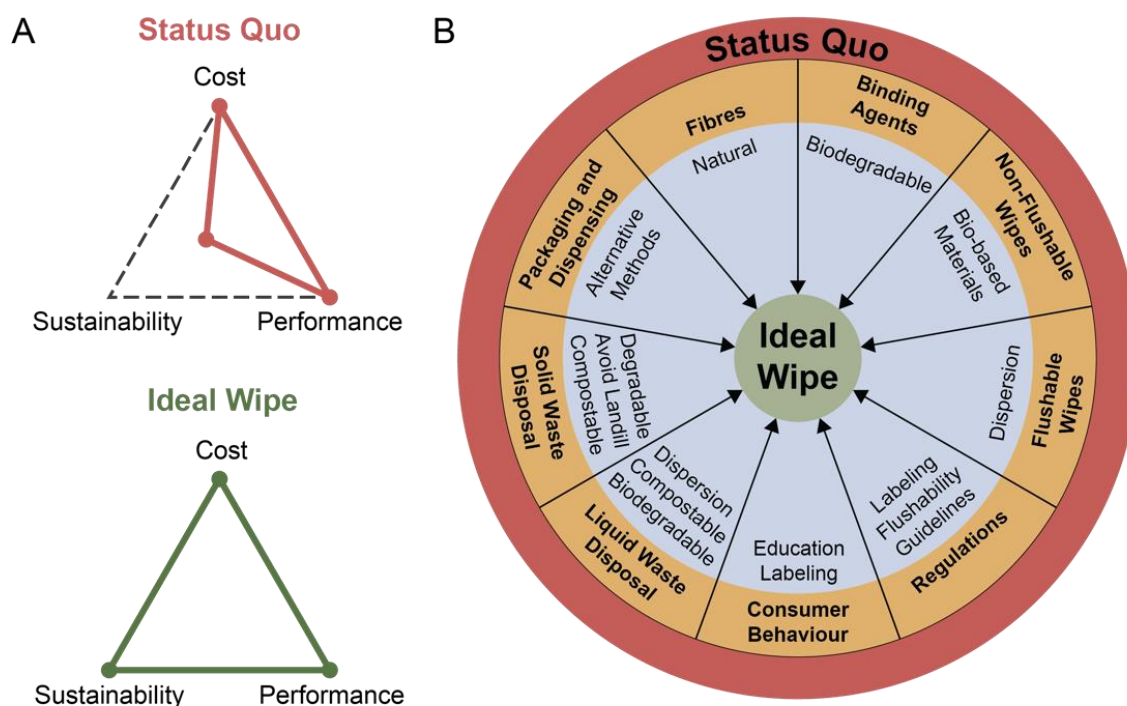 A
Status Quo
Cost
Sustainability
Performance
Ideal Wipe
Cost
Sustainability
Performance
B
Status Quo
Fibres
Natural
Binding
Agents
Biodegradable
Non-Flushable
Wipes
Bio-based
Materials
Flushable
Wipes
Dispersion
Regulations
Labeling
Flushability
Guidelines
Consumer
Behaviour
Education
Labeling
Liquid Waste
Disposal
Dispersion
Compostable
Biodegradable
Solid Waste
Disposal
Degradable
Avoid Landill
Compostable
Packaging and
Dispensing
Alternative
Methods
Ideal
Wipe